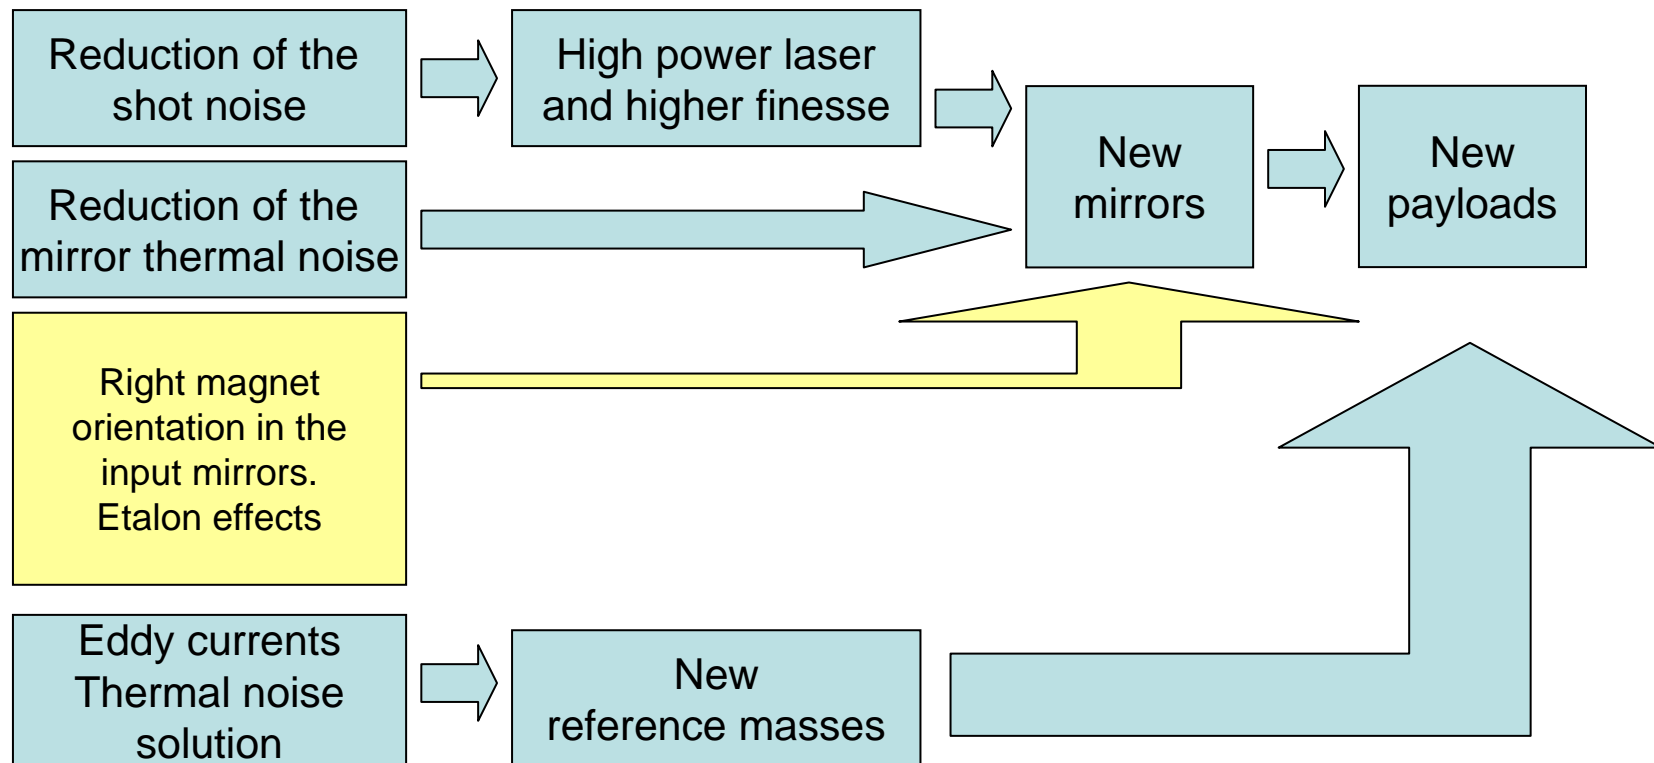 Reduction of the
shot noise
High power laser
and higher finesse
New
mirrors
New
payloads
Reduction of the
mirror thermal noise
Right magnet
orientation in the
input mirrors.
Etalon effects
Eddy currents
Thermal noise
solution
New
reference masses